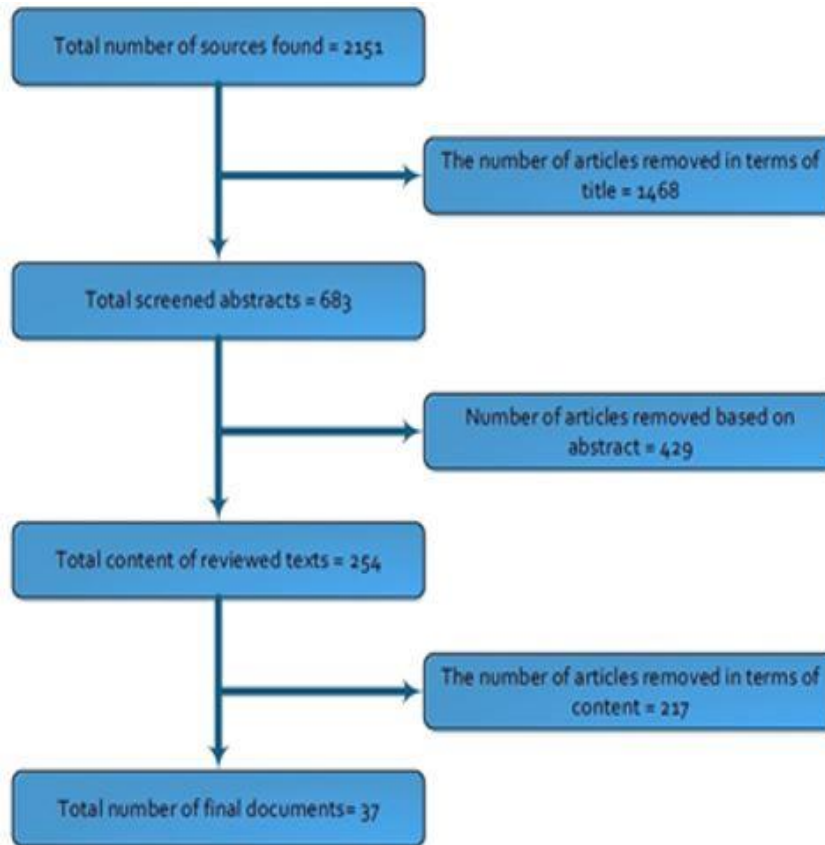 Total number of sources found = 2151
The number of articles removed in terms of
title = 1468
Total screened abstracts = 683
Number of articles removed based on
abstract = 429
Total content of reviewed texts = 254
The number of articles removed in terms of
content = 217
Total number of final documents= 37